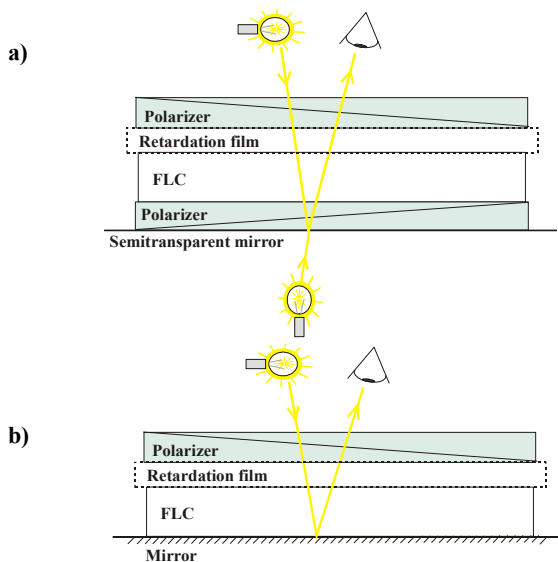 a)
Polarizer
Retardation film
FLC
Polarizer
Semitransparent mirror
b)
Polarizer
Retardation film
FLC
Mirror